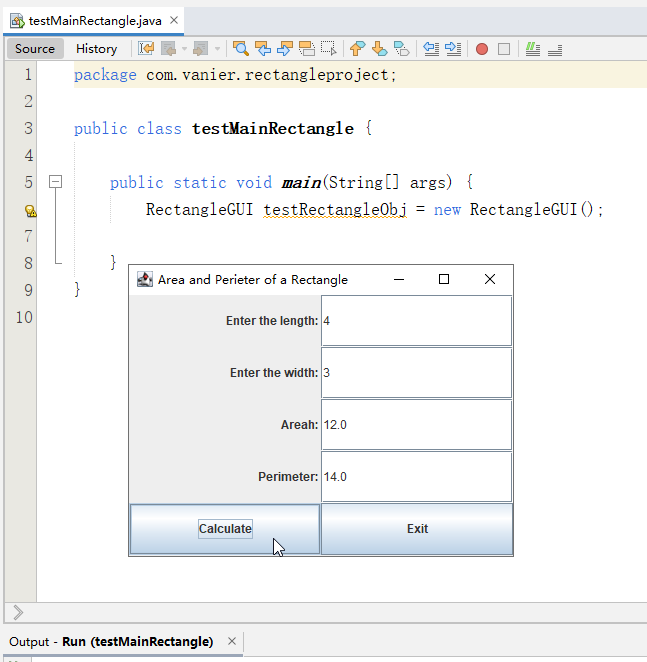 testMainRectangle.java
Source History
1 package com.vanier.rectangleproject;
2
3 public class testMainRectangle {
4
5 public static void main(String[] args) {
RectangleGUI testRectangleObj = new RectangleGUI();
7
8 }
9 }
10
Area and Perieter of a Rectangle
Enter the length: 4
Enter the width: 3
Areah: 12.0
Perimeter: 14.0
Calculate Exit
Output - Run (testMainRectangle)